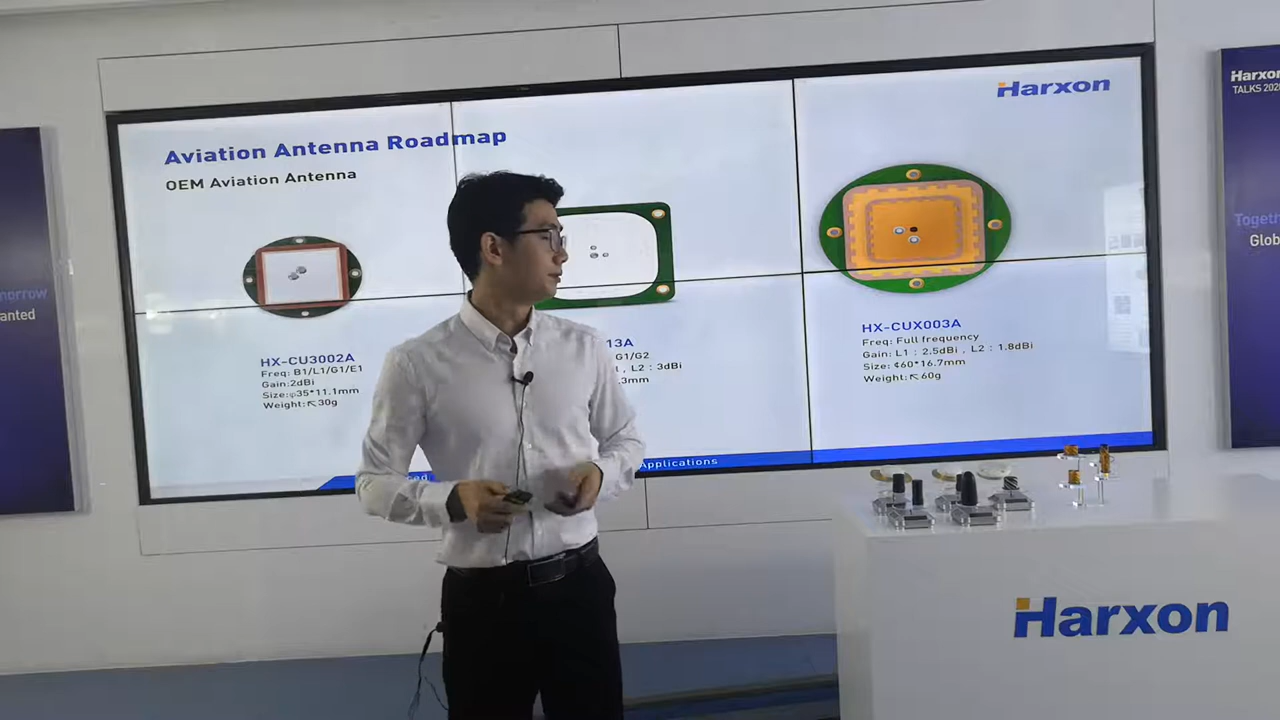 Harxon
Aviation Antenna Roadmap
OEM Aviation Antenna
HX-CU3002A
Freq: B1/L1/G1/E1
Gain:2dBi
Size:φ35*11.1mm
Weight:≤30g
13A
G1/G2
, L2 : 3dBi
.3mm
HX-CUX003A
Freq: Full frequency
Gain: L1 : 2.5dBi , L2 : 1.8dBi
Size: ¢60*16.7mm
Weight:≤60g
Applications
Harxon
TALKS 202
Togeth
Glob
morrow
anted
Harxon